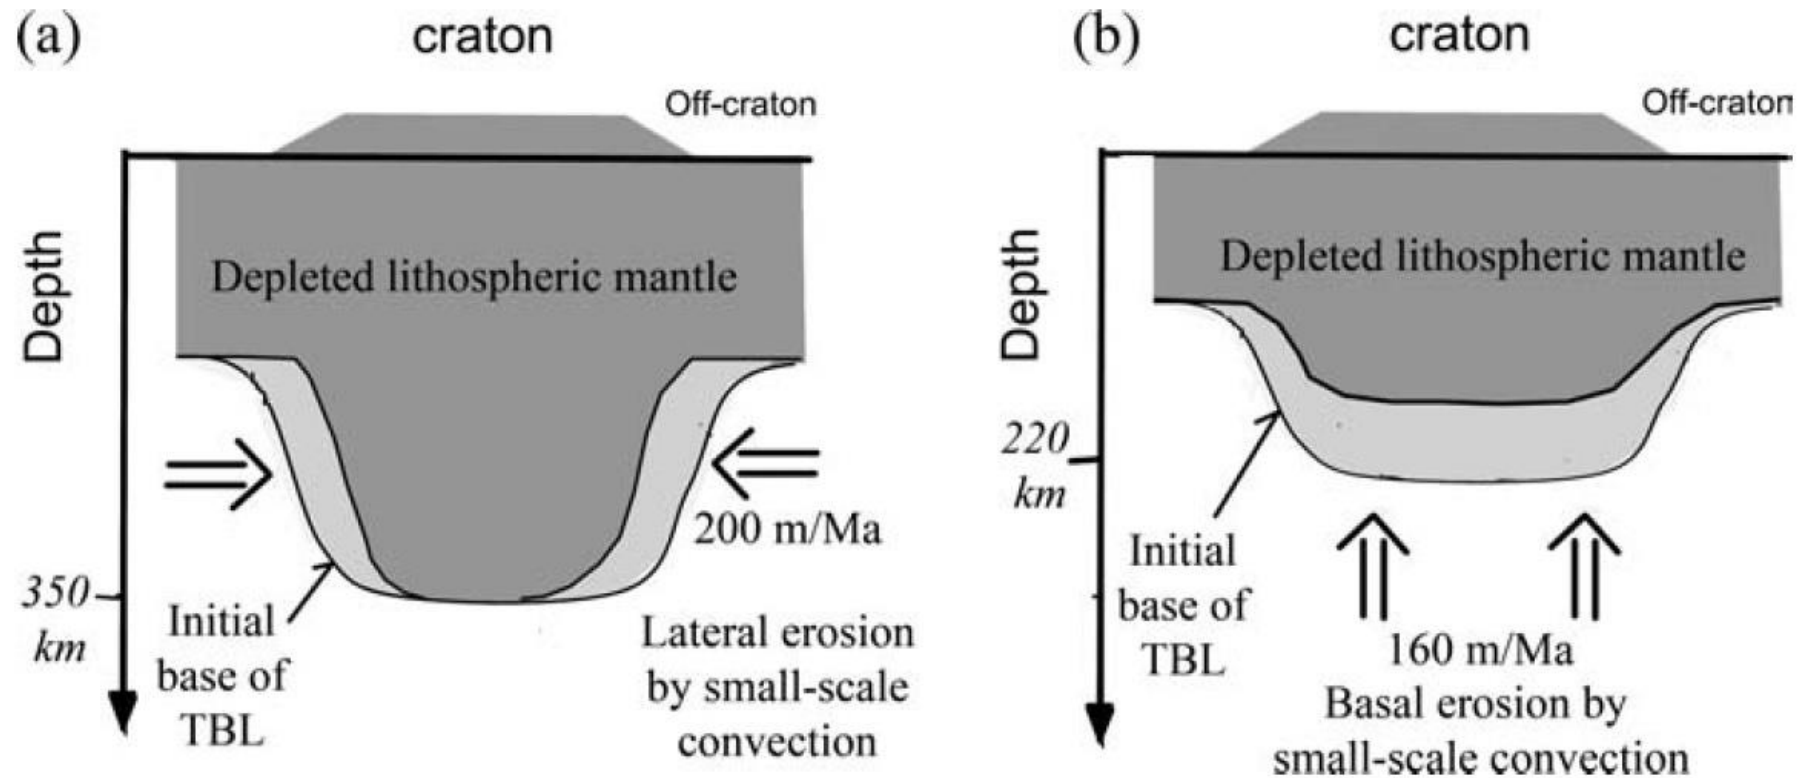 (a)
craton
Off-craton
Depth
Depleted lithospheric mantle
200 m/Ma
350
km
Initial
base of
TBL
Lateral erosion
by small-scale
convection
(b)
craton
Off-craton
Depth
Depleted lithospheric mantle
220
km
Initial
base of
TBL
160 m/Ma
Basal erosion by
small-scale convection